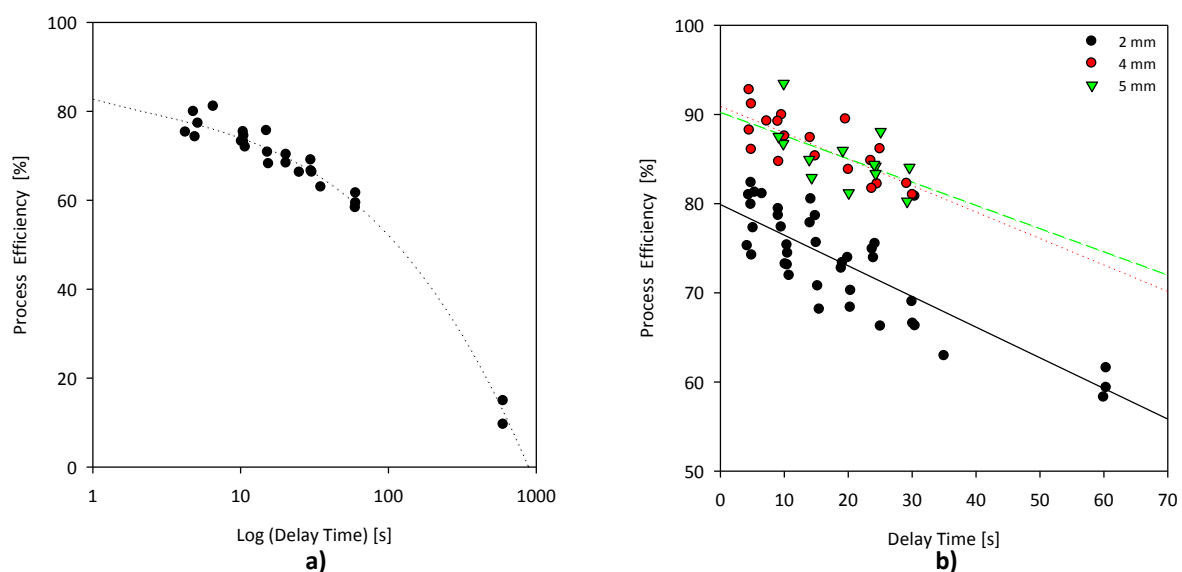 100
80
60
40
20
0
1
10
100
1000
Process Efficiency [%]
Log (Delay Time) [s]
a)
2 mm
4 mm
5 mm
100
90
80
70
60
50
0
10
20
30
40
50
60
70
Process Efficiency [%]
Delay Time [s]
b)